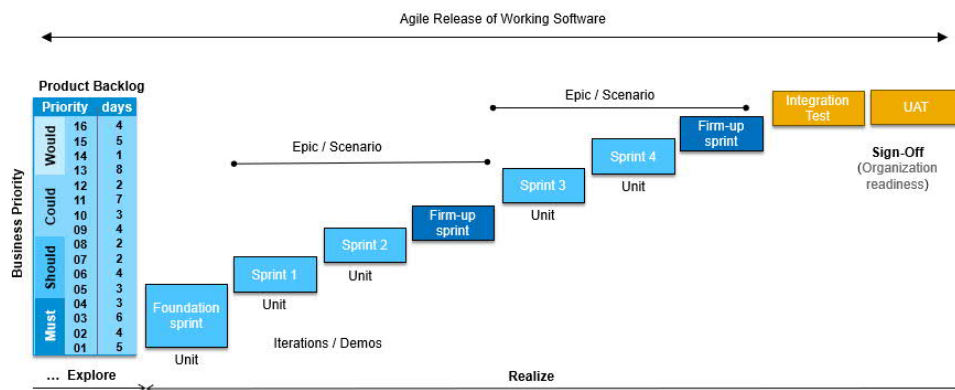 Agile Release of Working Software
Product Backlog
Priority days
Business Priority
Would
16 4
15 5
14 1
13 8
Could
12 2
11 7
10 3
09 4
Should
08 2
07 2
06 4
05 3
Must
04 3
03 6
02 4
01 5
Foundation
sprint
Unit
Epic / Scenario
Sprint 1
Unit
Sprint 2
Unit
Firm-up
sprint
Iterations / Demos
Epic / Scenario
Sprint 3
Unit
Sprint 4
Unit
Firm-up
sprint
Integration
Test
UAT
Sign-Off
(Organization
readiness)
... Explore
Realize